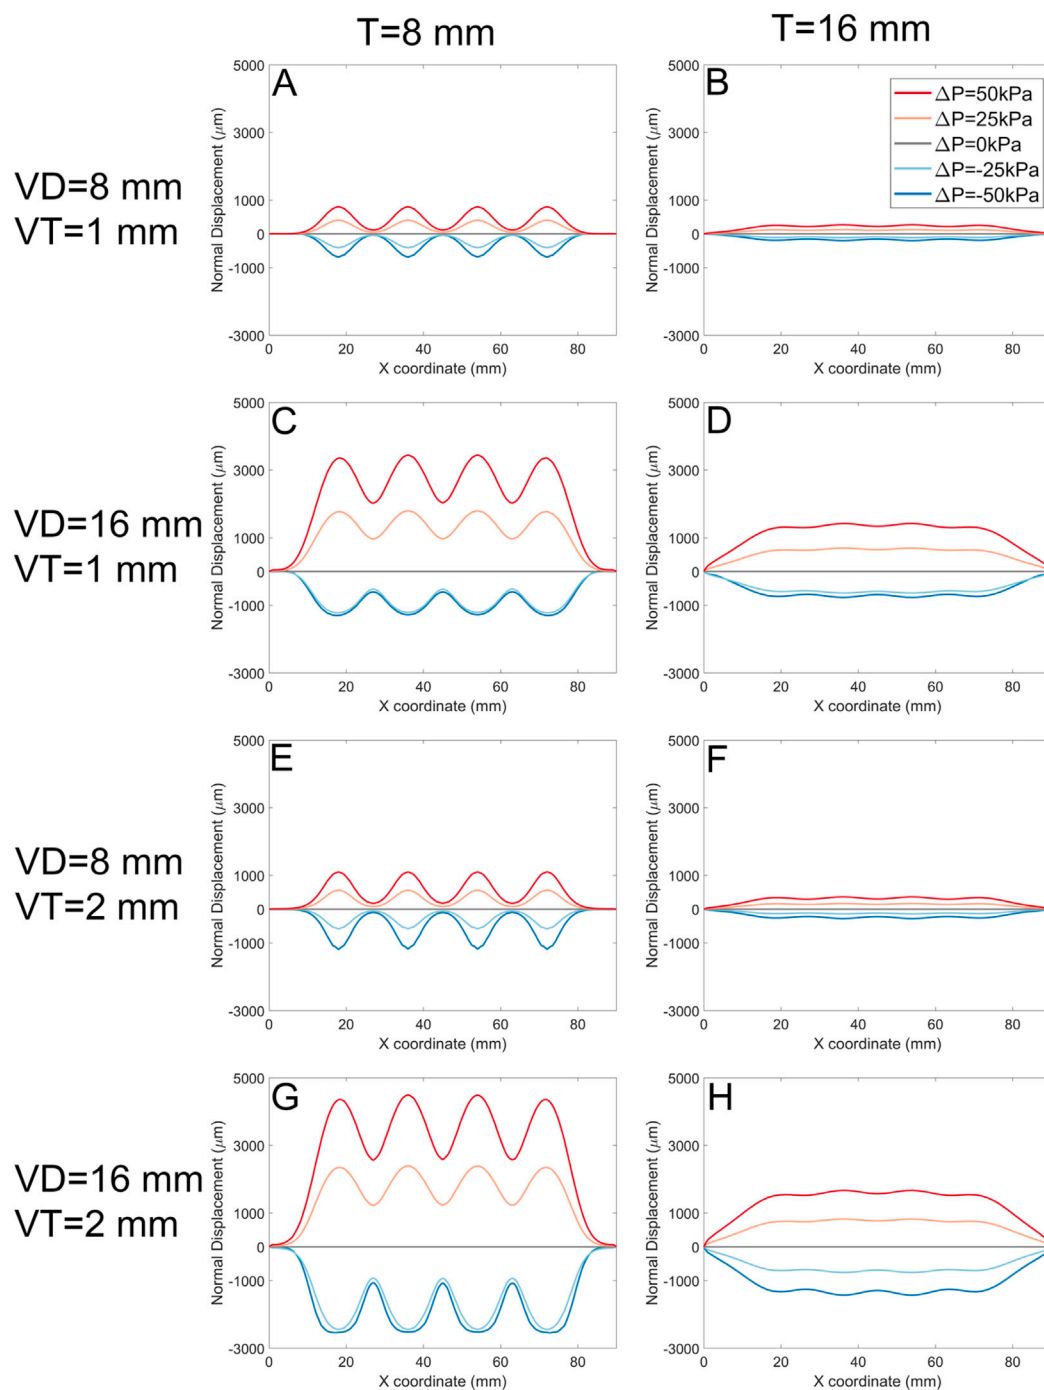 T=8 mm
T=16 mm
VD=8 mm
VT=1 mm
A
5000
3000
1000
0
-1000
-3000
Normal Displacement (μm)
0 20 40 60 80
X coordinate (mm)
B
ΔP=50kPa
ΔP=25kPa
ΔP=0kPa
ΔP=-25kPa
ΔP=-50kPa
5000
3000
1000
0
-1000
-3000
Normal Displacement (μm)
0 20 40 60 80
X coordinate (mm)
VD=16 mm
VT=1 mm
C
5000
3000
1000
0
-1000
-3000
Normal Displacement (μm)
0 20 40 60 80
X coordinate (mm)
D
5000
3000
1000
0
-1000
-3000
Normal Displacement (μm)
0 20 40 60 80
X coordinate (mm)
VD=8 mm
VT=2 mm
E
5000
3000
1000
0
-1000
-3000
Normal Displacement (μm)
0 20 40 60 80
X coordinate (mm)
F
5000
3000
1000
0
-1000
-3000
Normal Displacement (μm)
0 20 40 60 80
X coordinate (mm)
VD=16 mm
VT=2 mm
G
5000
3000
1000
0
-1000
-3000
Normal Displacement (μm)
0 20 40 60 80
X coordinate (mm)
H
5000
3000
1000
0
-1000
-3000
Normal Displacement (μm)
0 20 40 60 80
X coordinate (mm)